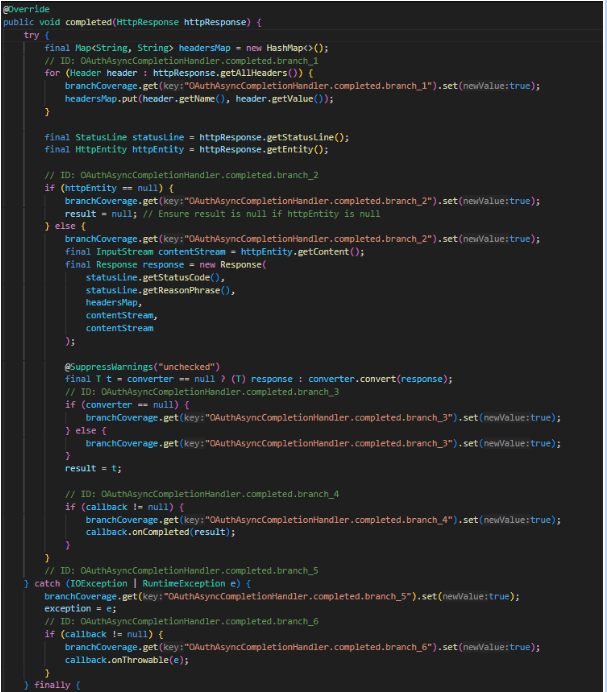 @Override
public void completed(HttpResponse httpResponse) {
    try {
        final Map<String, String> headersMap = new HashMap<>();
        // ID: OAuthAsyncCompletionHandler.completed.branch_1
        for (Header header : httpResponse.getAllHeaders()) {
            branchCoverage.get(key:"OAuthAsyncCompletionHandler.completed.branch_1").set(newValue:true);
            headersMap.put(header.getName(), header.getValue());
        }

        final StatusLine statusLine = httpResponse.getStatusLine();
        final HttpEntity httpEntity = httpResponse.getEntity();

        // ID: OAuthAsyncCompletionHandler.completed.branch_2
        if (httpEntity == null) {
            branchCoverage.get(key:"OAuthAsyncCompletionHandler.completed.branch_2").set(newValue:true);
            result = null; // Ensure result is null if httpEntity is null
        } else {
            branchCoverage.get(key:"OAuthAsyncCompletionHandler.completed.branch_2").set(newValue:true);
            final InputStream contentStream = httpEntity.getContent();
            final Response response = new Response(
                statusLine.getStatusCode(),
                statusLine.getReasonPhrase(),
                headersMap,
                contentStream,
                contentStream
            );

            @SuppressWarnings("unchecked")
            final T t = converter == null ? (T) response : converter.convert(response);
            // ID: OAuthAsyncCompletionHandler.completed.branch_3
            if (converter == null) {
                branchCoverage.get(key:"OAuthAsyncCompletionHandler.completed.branch_3").set(newValue:true);
            } else {
                branchCoverage.get(key:"OAuthAsyncCompletionHandler.completed.branch_3").set(newValue:true);
            }
            result = t;

            // ID: OAuthAsyncCompletionHandler.completed.branch_4
            if (callback != null) {
                branchCoverage.get(key:"OAuthAsyncCompletionHandler.completed.branch_4").set(newValue:true);
                callback.onCompleted(result);
            }
        }
        // ID: OAuthAsyncCompletionHandler.completed.branch_5
    } catch (IOException | RuntimeException e) {
        branchCoverage.get(key:"OAuthAsyncCompletionHandler.completed.branch_5").set(newValue:true);
        exception = e;
        // ID: OAuthAsyncCompletionHandler.completed.branch_6
        if (callback != null) {
            branchCoverage.get(key:"OAuthAsyncCompletionHandler.completed.branch_6").set(newValue:true);
            callback.onThrowable(e);
        }
    } finally {